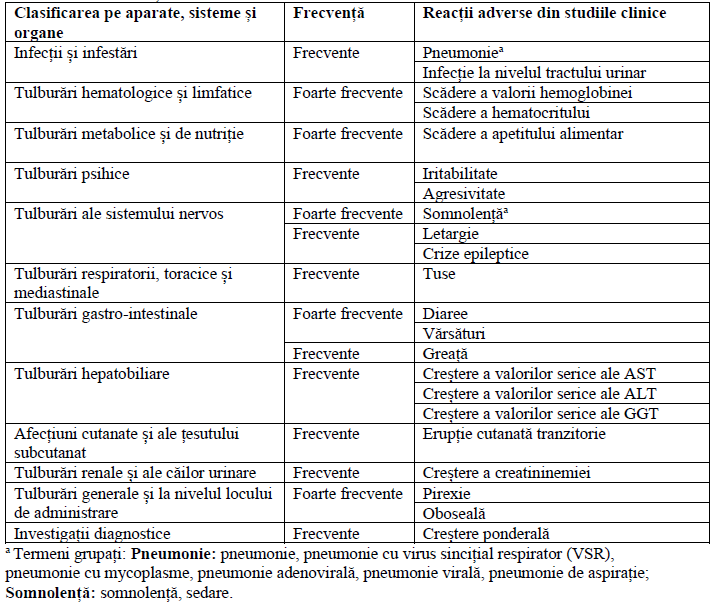 Clasificarea pe aparate, sisteme și organe | Frecvență | Reacții adverse din studiile clinice
Infecții și infestări | Frecvente | Pneumonieᵃ
Infecție la nivelul tractului urinar
Tulburări hematologice și limfatice | Foarte frecvente | Scădere a valorii hemoglobinei
Scădere a hematocritului
Tulburări metabolice și de nutriție | Foarte frecvente | Scădere a apetitului alimentar
Tulburări psihice | Frecvente | Iritabilitate
Agresivitate
Tulburări ale sistemului nervos | Foarte frecvente | Somnolențăᵃ
Frecvente | Letargie
Crize epileptice
Tulburări respiratorii, toracice și mediastinale | Frecvente | Tuse
Tulburări gastro-intestinale | Foarte frecvente | Diaree
Vărsături
Frecvente | Greață
Tulburări hepatobiliare | Frecvente | Creștere a valorilor serice ale AST
Creștere a valorilor serice ale ALT
Creștere a valorilor serice ale GGT
Afecțiuni cutanate și ale țesutului subcutanat | Frecvente | Erupție cutanată tranzitorie
Tulburări renale și ale căilor urinare | Frecvente | Creștere a creatininemiei
Tulburări generale și la nivelul locului de administrare | Foarte frecvente | Pirexie
Oboseală
Investigații diagnostice | Frecvente | Creștere ponderală
ᵃ Termeni grupați: Pneumonie: pneumonie, pneumonie cu virus sincițial respirator (VSR),
pneumonie cu mycoplasme, pneumonie adenovirală, pneumonie virală, pneumonie de aspirație;
Somnolență: somnolență, sedare.